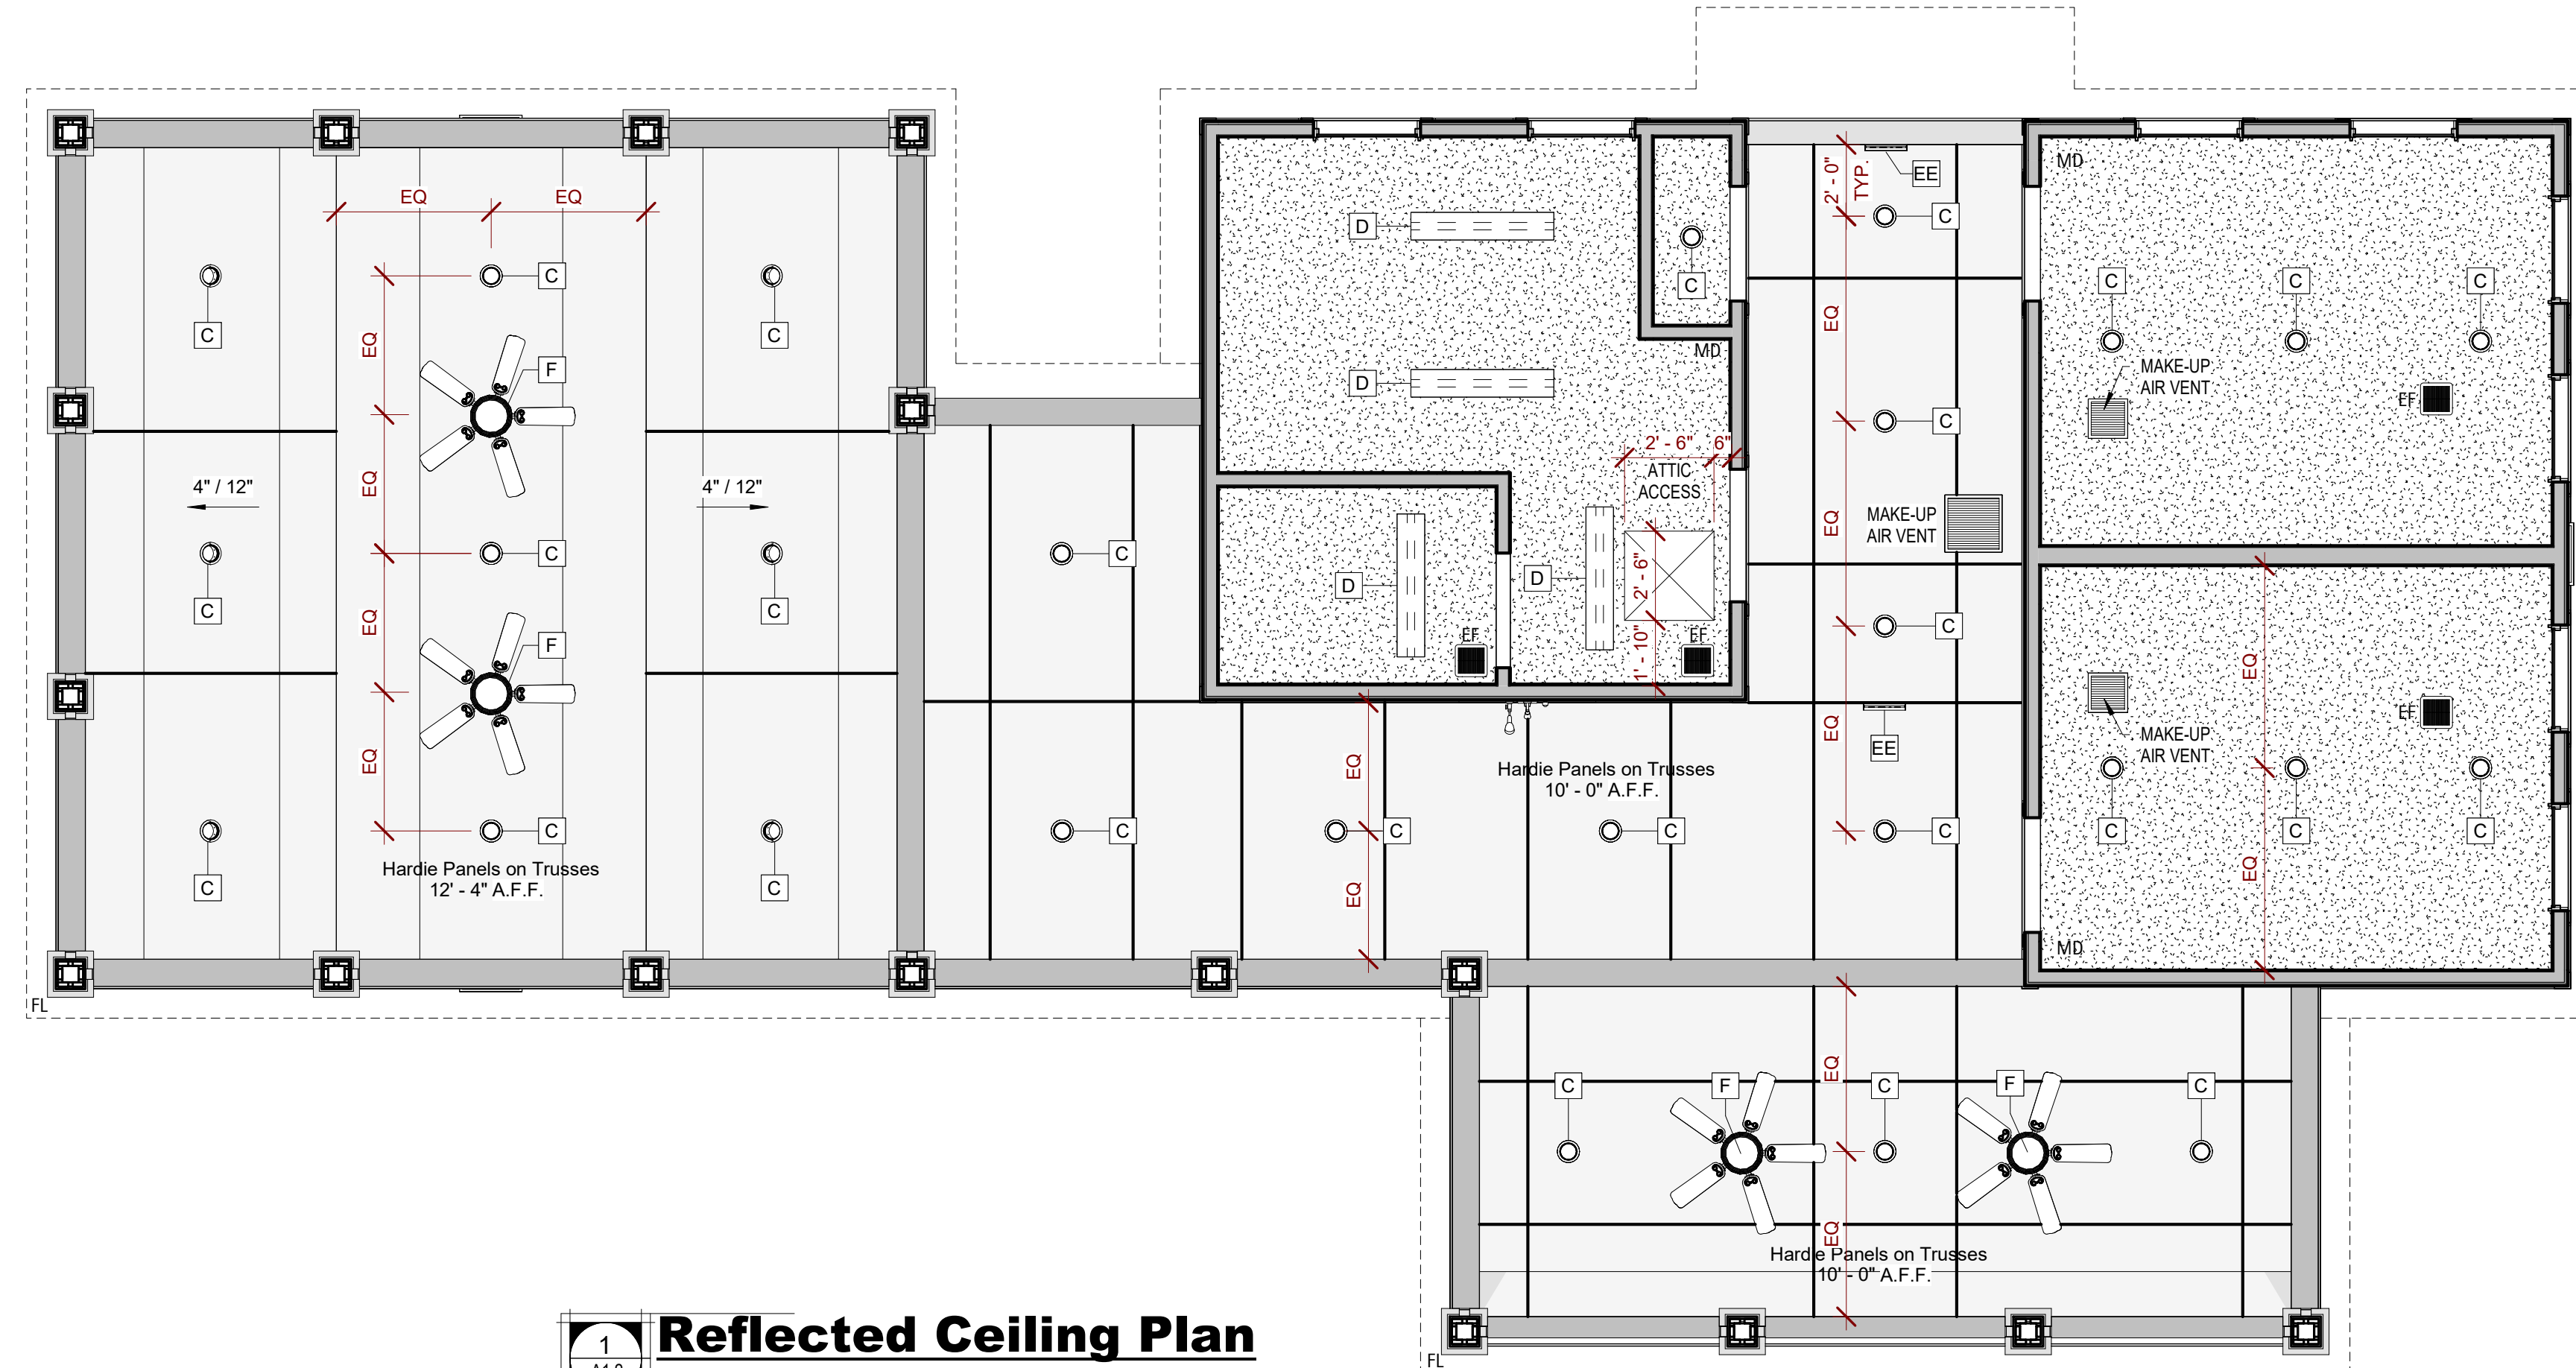 EE
2' - 0"
TYP.
MD
EQ
EQ
D
C
C
C
C
C
C
C
C
EQ
EQ
C
C
MD
MAKE-UP
AIR VENT
F
D
EF
C
2' - 6"
6"
ATTIC
ACCESS
4" / 12"
4" / 12"
EQ
EQ
MAKE-UP
AIR VENT
C
C
D
D
2' - 6"
C
C
EQ
F
EF
EF
1' - 10"
C
EQ
EQ
EF
MAKE-UP
AIR VENT
EQ
EQ
EE
Hardie Panels on Trusses
10' - 0" A.F.F.
C
C
C
C
C
C
C
C
EQ
EQ
Hardie Panels on Trusses
12' - 4" A.F.F.
C
C
MD
FL
EQ
C
F
C
F
C
EQ
Hardie Panels on Trusses
10' - 0" A.F.F.
1
Reflected Ceiling Plan
FL